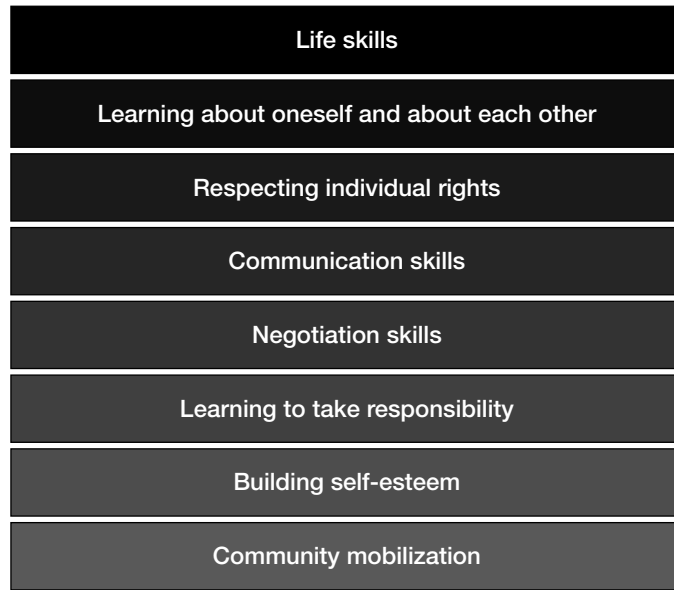 Life skills
Learning about oneself and about each other
Respecting individual rights
Communication skills
Negotiation skills
Learning to take responsibility
Building self-esteem
Community mobilization